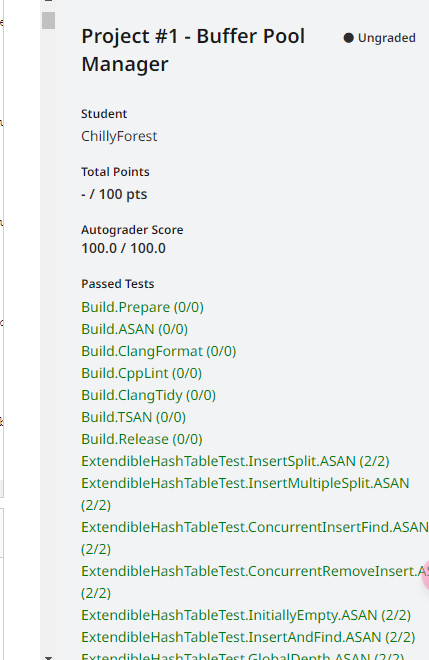 Project #1 - Buffer Pool
Manager
Ungraded
Student
ChillyForest
Total Points
- / 100 pts
Autograder Score
100.0 / 100.0
Passed Tests
Build.Prepare (0/0)
Build.ASAN (0/0)
Build.ClangFormat (0/0)
Build.CppLint (0/0)
Build.ClangTidy (0/0)
Build.TSAN (0/0)
Build.Release (0/0)
ExtendibleHashTableTest.InsertSplit.ASAN (2/2)
ExtendibleHashTableTest.InsertMultipleSplit.ASAN
(2/2)
ExtendibleHashTableTest.ConcurrentInsertFind.ASAN
(2/2)
ExtendibleHashTableTest.ConcurrentRemoveInsert.AS
(2/2)
ExtendibleHashTableTest.InitiallyEmpty.ASAN (2/2)
ExtendibleHashTableTest.InsertAndFind.ASAN (2/2)
ExtendibleHashTableTest.GlobalDepth.ASAN (2/2)